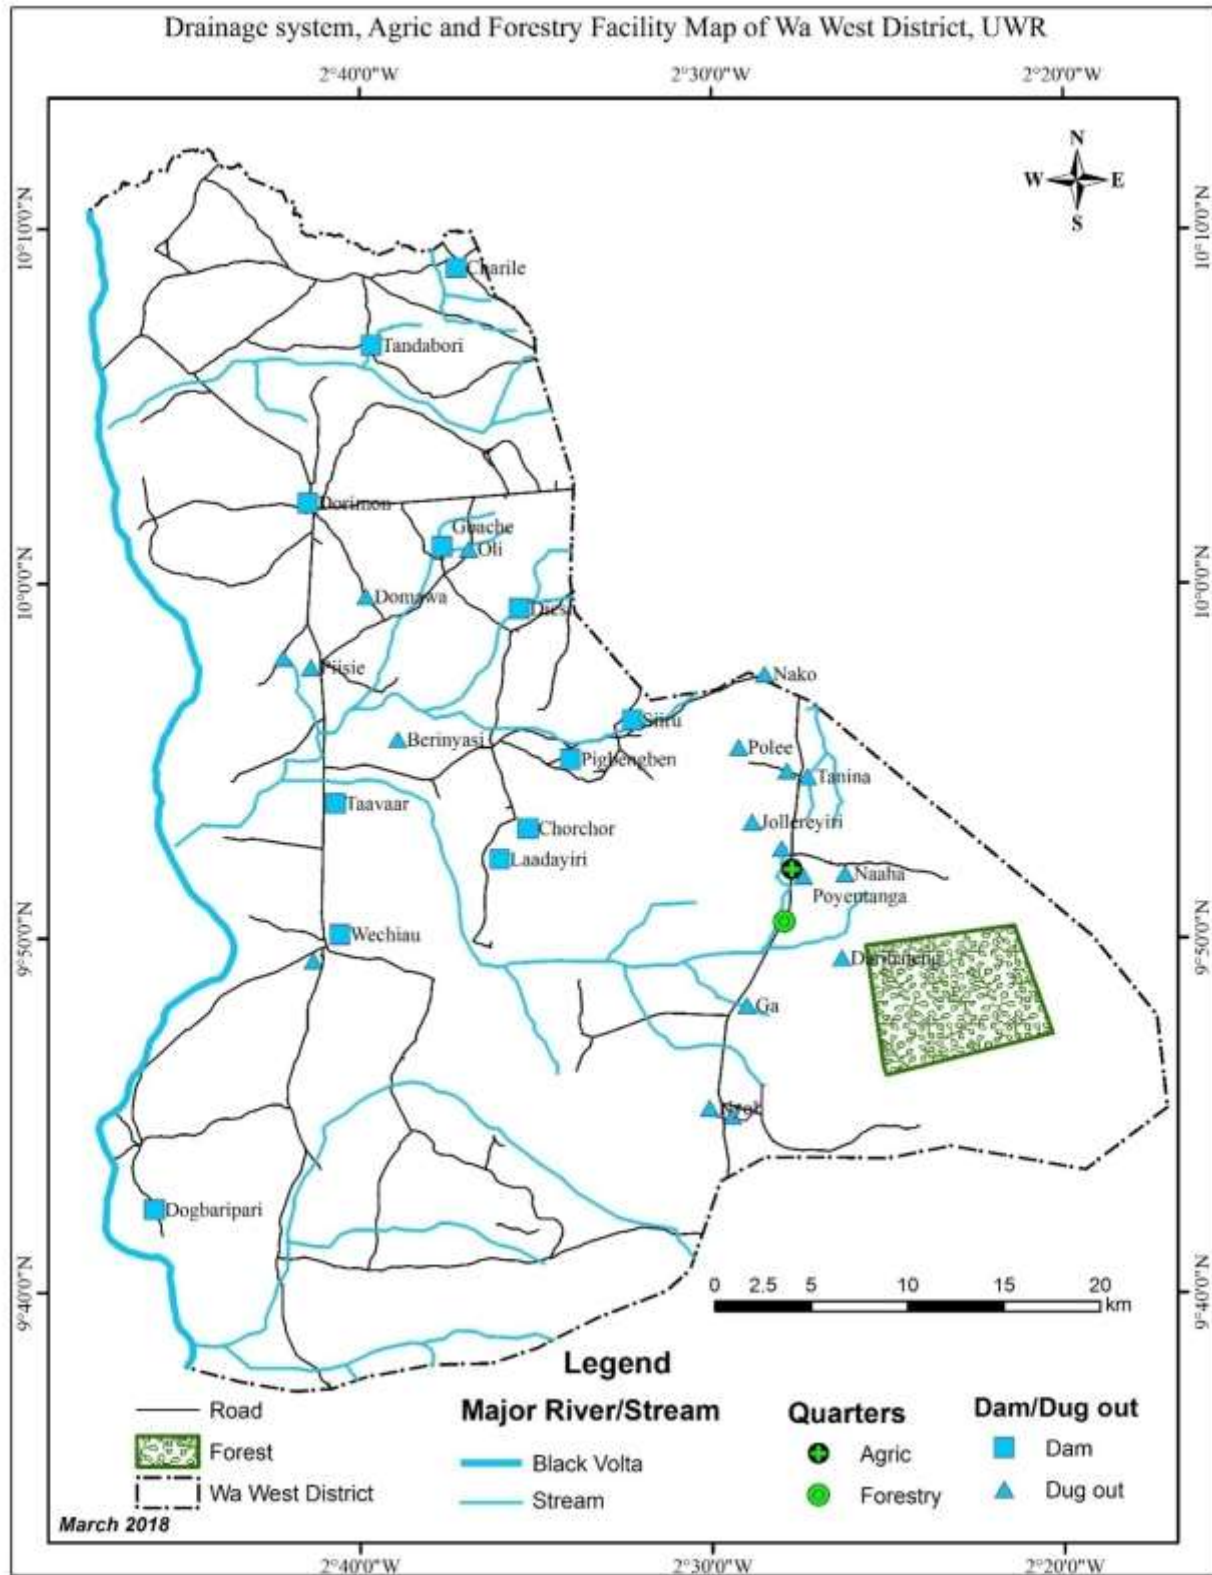 Drainage system, Agric and Forestry Facility Map of Wa West District, UWR
2°40'0"W 2°30'0"W 2°20'0"W
N
W E
S
10°10'0"N 10°10'0"N
Charile
Tandabori
Dorimon
Guache
Oli
10°0'0"N 10°0'0"N
Domawa
Piisie
Nako
Siiru
Berinyasi
Polee
Pigbengben
Tanina
Taavaar
Jollereyiri
Chorchor
Laadayiri
Naaha
Poyentanga
9°50'0"N 9°50'0"N
Wechiau
Ga
Dogbaripari
9°40'0"N 9°40'0"N
0 2.5 5 10 15 20
km
Legend
Road
Forest
Wa West District
Major River/Stream
Black Volta
Stream
Quarters
Agric
Forestry
Dam/Dug out
Dam
Dug out
March 2018
2°40'0"W 2°30'0"W 2°20'0"W